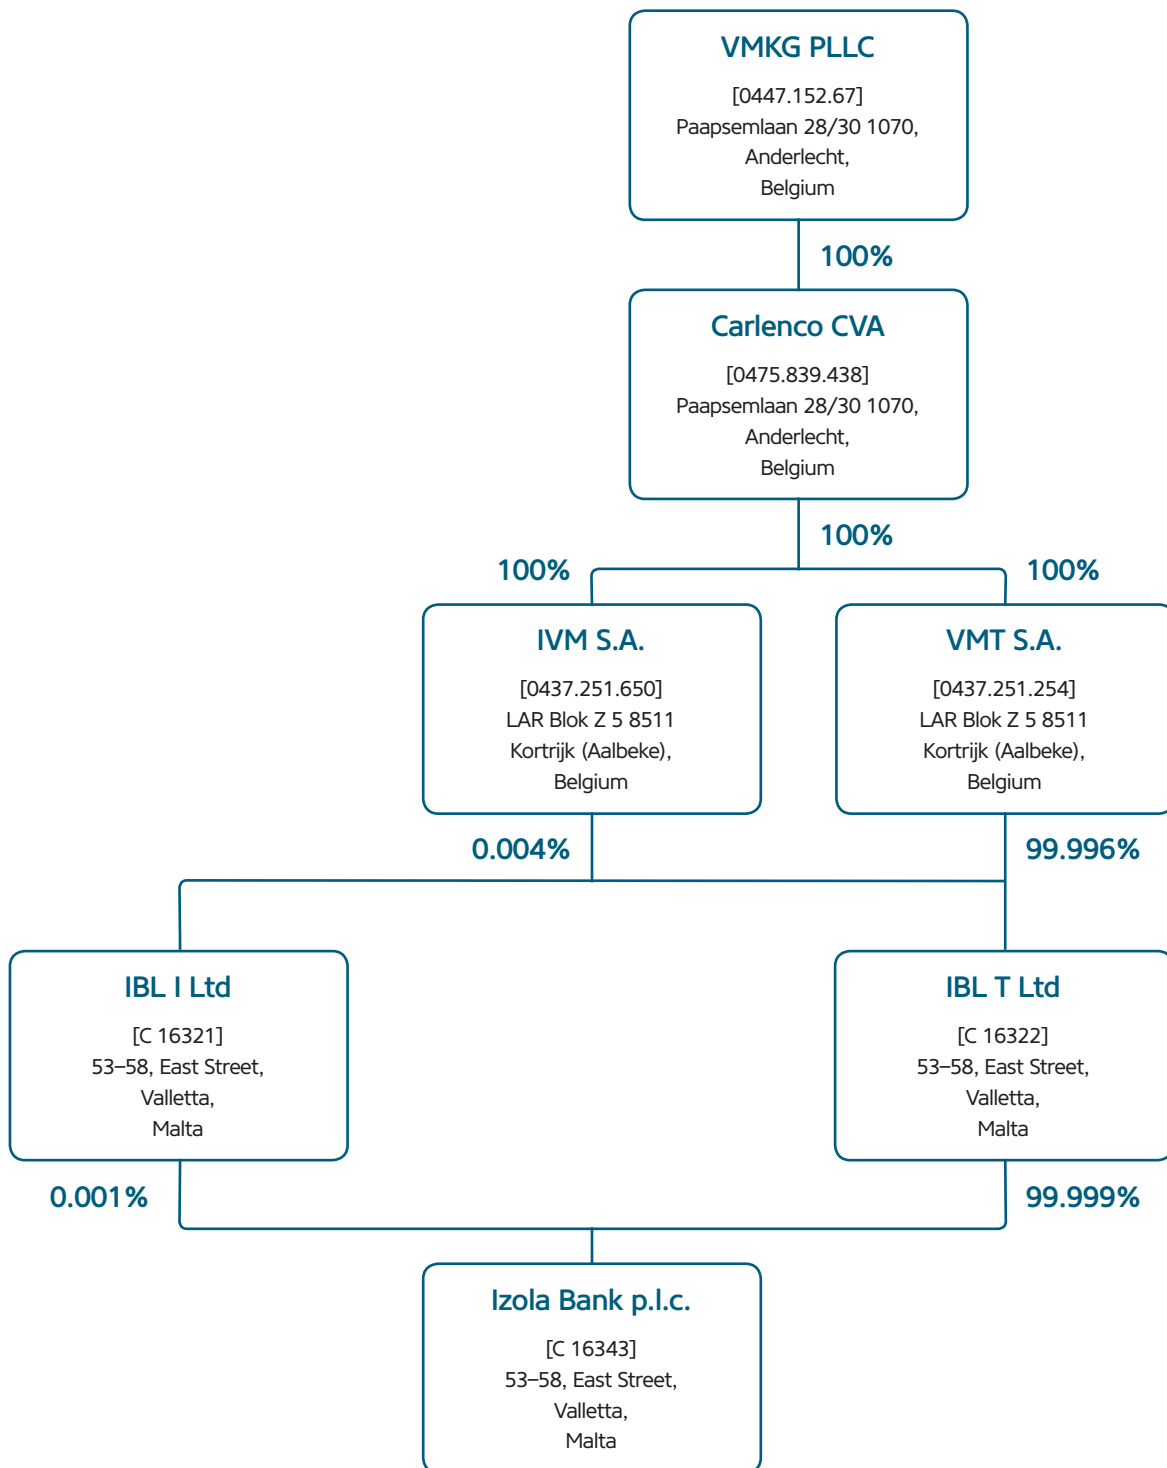 VMKG PLLC
[0447.152.67]
Paapsemlaan 28/30 1070,
Anderlecht,
Belgium
100%
Carlenco CVA
[0475.839.438]
Paapsemlaan 28/30 1070,
Anderlecht,
Belgium
100%
100%
100%
IVM S.A.
[0437.251.650]
LAR Blok Z 5 8511
Kortrijk (Aalbeke),
Belgium
VMT S.A.
[0437.251.254]
LAR Blok Z 5 8511
Kortrijk (Aalbeke),
Belgium
0.004%
99.996%
IBL I Ltd
[C 16321]
53–58, East Street,
Valletta,
Malta
IBL T Ltd
[C 16322]
53–58, East Street,
Valletta,
Malta
0.001%
99.999%
Izola Bank p.l.c.
[C 16343]
53–58, East Street,
Valletta,
Malta